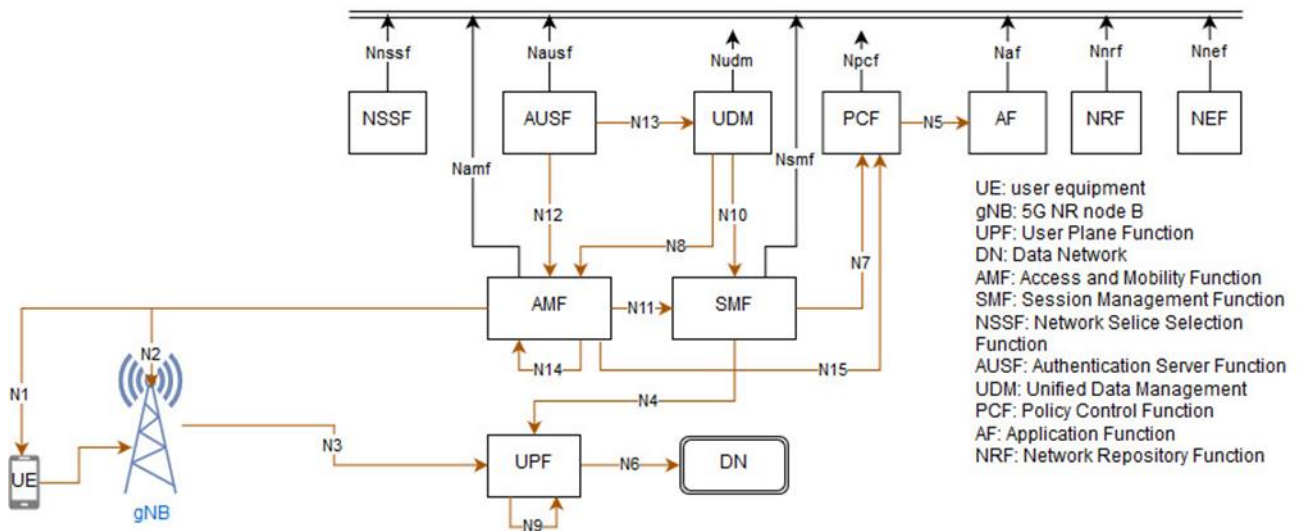 Nnssf
Nausf
Nudm
Npcf
Naf
Nnrf
Nnef
NSSF
AUSF
N13
UDM
PCF
N5
AF
NRF
NEF
Namf
Nsmf
N12
N10
N8
N7
AMF
N11
SMF
N14
N15
N2
N1
N4
N3
UE
gNB
UPF
N6
DN
N9
UE: user equipment
gNB: 5G NR node B
UPF: User Plane Function
DN: Data Network
AMF: Access and Mobility Function
SMF: Session Management Function
NSSF: Network Selice Selection
Function
AUSF: Authentication Server Function
UDM: Unified Data Management
PCF: Policy Control Function
AF: Application Function
NRF: Network Repository Function